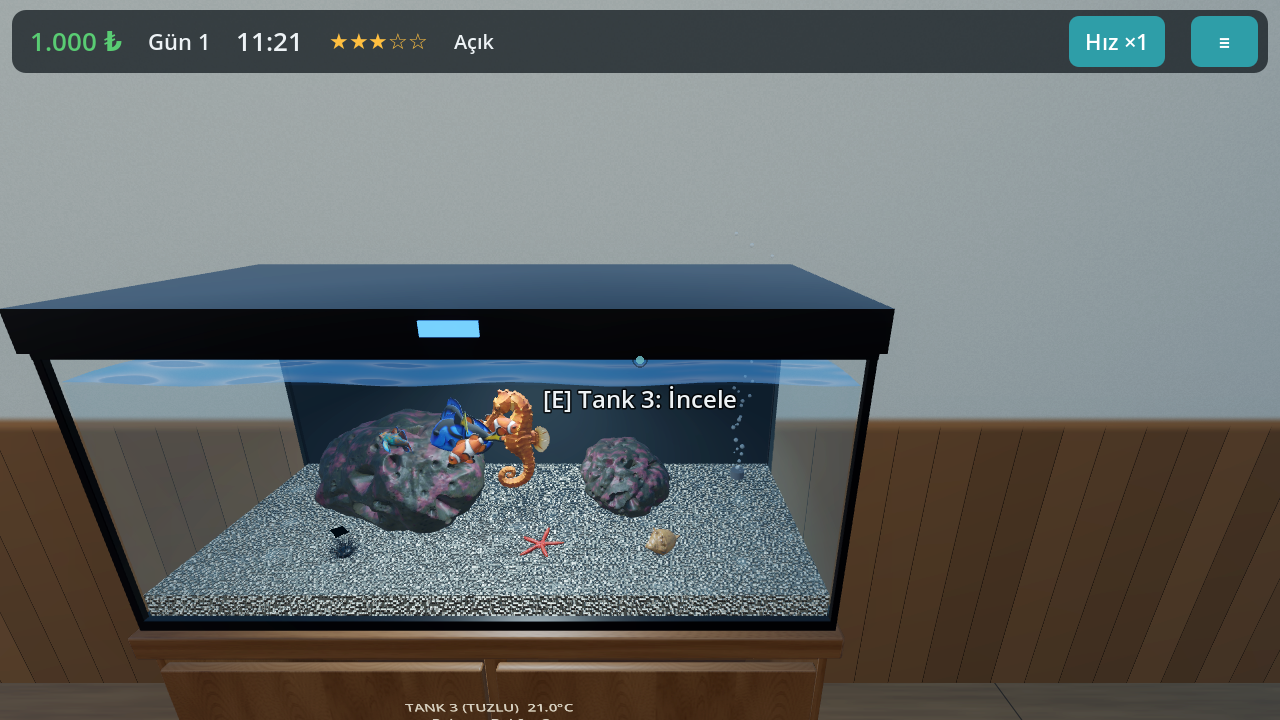 1.000 ₺ Gün 1 11:21 ★★★☆☆ Açık Hız ×1 ≡
[E] Tank 3: İncele
TANK 3 (TUZLU) 21.0°C